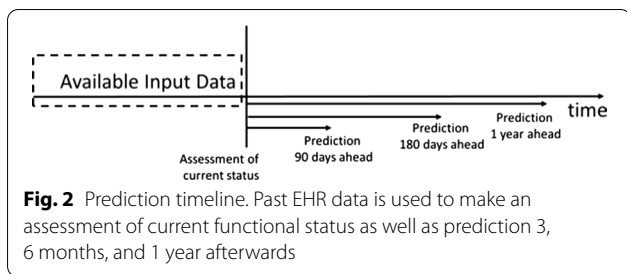 Available Input Data
time
Prediction
1 year ahead
Prediction
180 days ahead
Prediction
90 days ahead
Assessment of
current status
Fig. 2 Prediction timeline. Past EHR data is used to make an
assessment of current functional status as well as prediction 3,
6 months, and 1 year afterwards